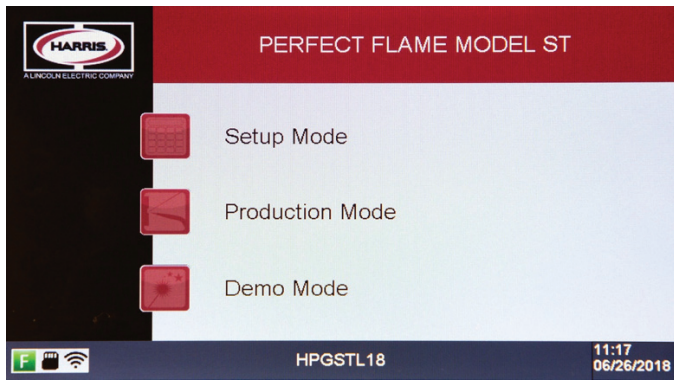 HARRIS
A LINCOLN ELECTRIC COMPANY
PERFECT FLAME MODEL ST
Setup Mode
Production Mode
Demo Mode
F
HPGSTL18
11:17
06/26/2018